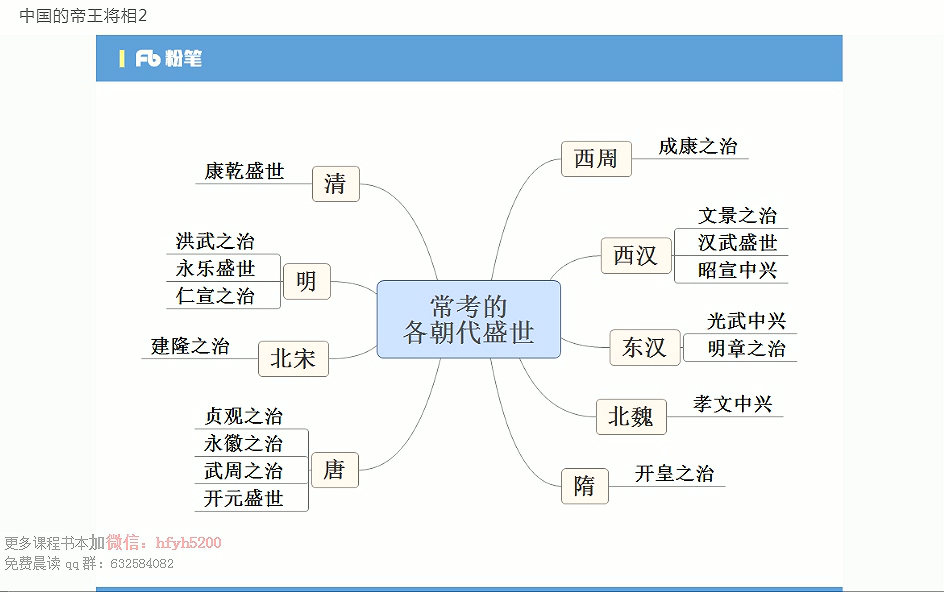 中国的帝王将相2
Fb 粉笔
常考的
各朝代盛世
西周
成康之治
西汉
文景之治
汉武盛世
昭宣中兴
东汉
光武中兴
明章之治
北魏
孝文中兴
隋
开皇之治
唐
贞观之治
永徽之治
武周之治
开元盛世
北宋
建隆之治
明
洪武之治
永乐盛世
仁宣之治
清
康乾盛世
更多课程书本加微信：hfyh5200
免费晨读 qq 群：632584082